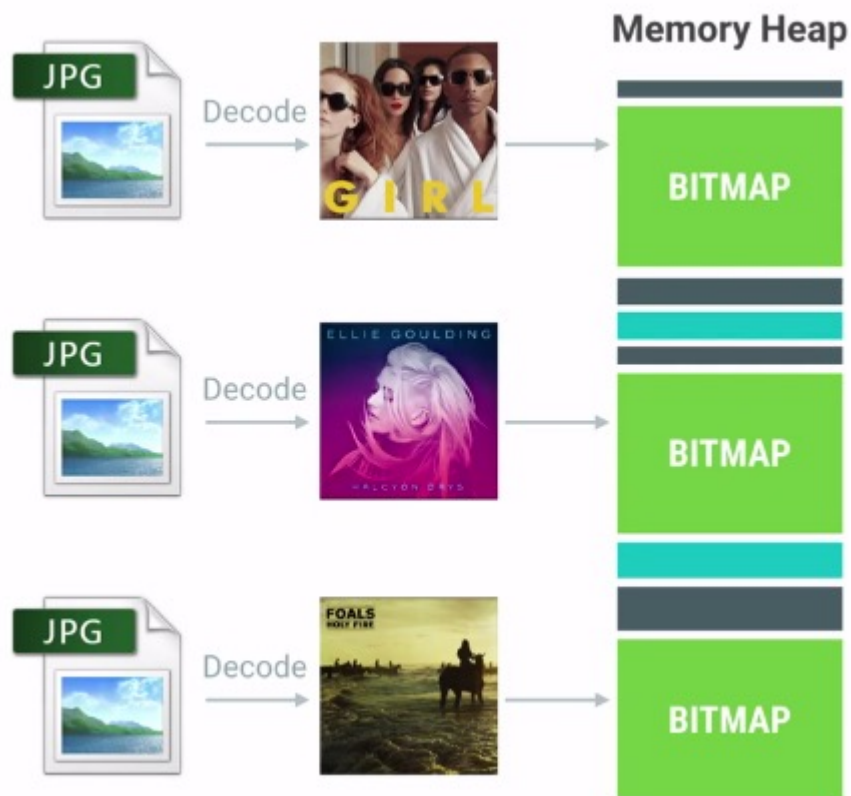 Memory Heap
JPG
Decode
GIRL
BITMAP
JPG
Decode
ELLIE GOULDING
HALCYON DAYS
BITMAP
JPG
Decode
FOALS
HOLY FIRE
BITMAP